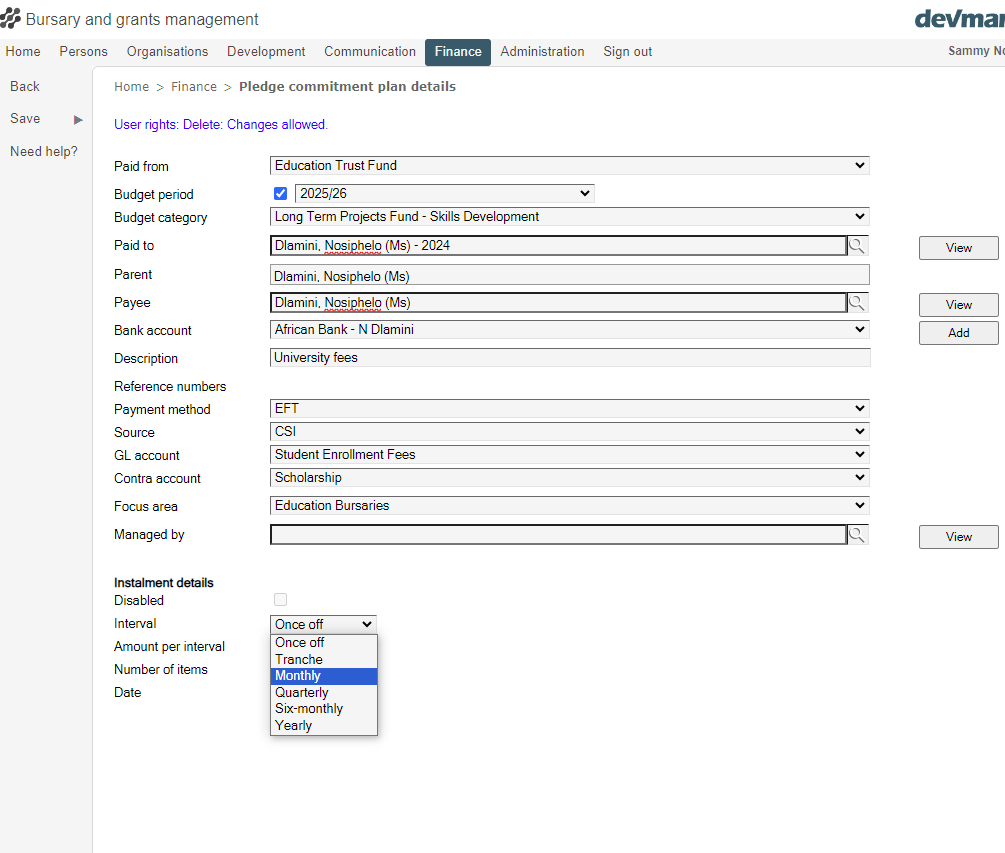 Bursary and grants management
devman
Home Persons Organisations Development Communication Finance Administration Sign out
Sammy
Back
Save
Need help?
Home > Finance > Pledge commitment plan details
User rights: Delete: Changes allowed.
Paid from Education Trust Fund
Budget period 2025/26
Budget category Long Term Projects Fund - Skills Development
Paid to Dlamini, Nosiphelo (Ms) - 2024 View
Parent Dlamini, Nosiphelo (Ms)
Payee Dlamini, Nosiphelo (Ms) View
Bank account African Bank - N Dlamini Add
Description University fees
Reference numbers
Payment method EFT
Source CSI
GL account Student Enrollment Fees
Contra account Scholarship
Focus area Education Bursaries
Managed by View
Instalment details
Disabled
Interval Once off
Amount per interval Once off
Tranche
Number of items Monthly
Date Quarterly
Six-monthly
Yearly